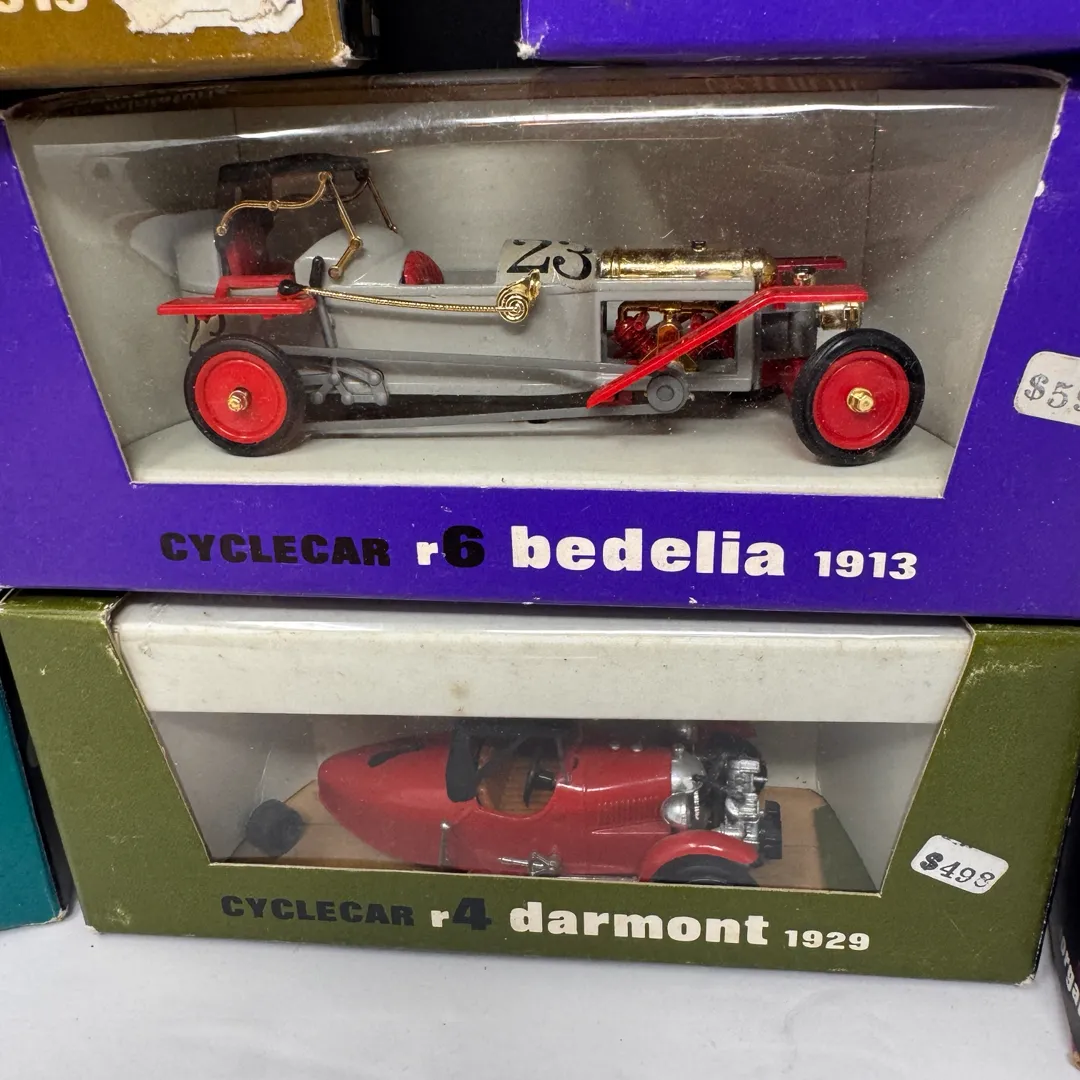 23
$5
CYCLECAR r6 bedelia 1913
$498
CYCLECAR r4 darmont 1929